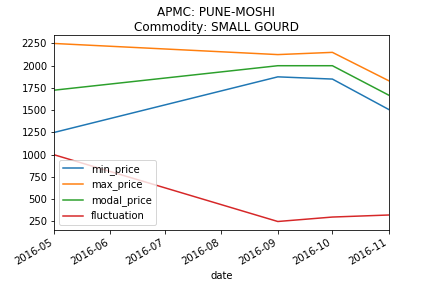 APMC: PUNE-MOSHI
Commodity: SMALL GOURD
2250
2000
1750
1500
1250
1000
750
500
250
min_price
max_price
modal_price
fluctuation
2016-05
2016-06
2016-07
2016-08
2016-09
2016-10
2016-11
date